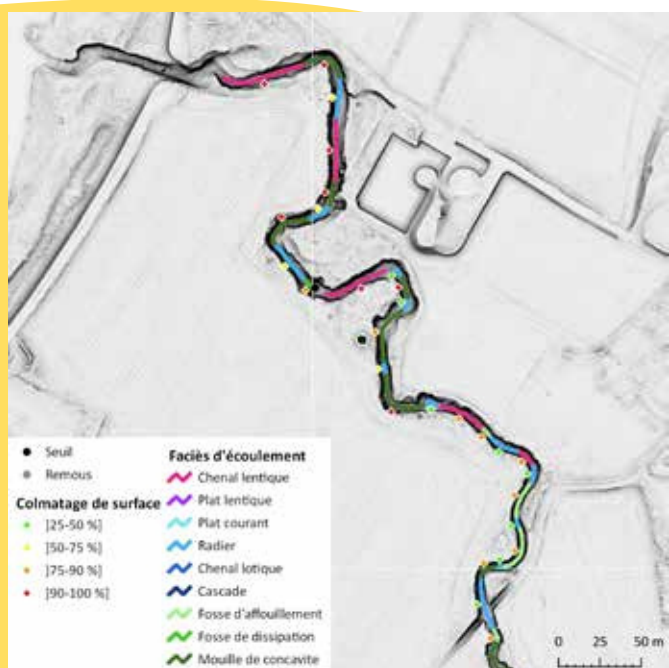 Seuil
Remous
Colmatage de surface
]25-50 %]
]50-75 %]
]75-90 %]
]90-100 %]
Faciès d'écoulement
Chenal lentique
Plat lentique
Plat courant
Radier
Chenal lotique
Cascade
Fosse d'affouillement
Fosse de dissipation
Mouille de concavite
0 25 50 m